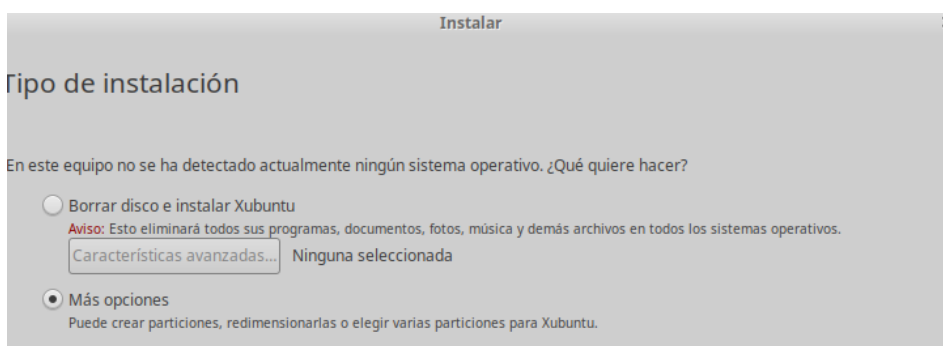 Instalar
Tipo de instalación
En este equipo no se ha detectado actualmente ningún sistema operativo. ¿Qué quiere hacer?
Borrar disco e instalar Xubuntu
Aviso: Esto eliminará todos sus programas, documentos, fotos, música y demás archivos en todos los sistemas operativos.
Características avanzadas... Ninguna seleccionada
Más opciones
Puede crear particiones, redimensionarlas o elegir varias particiones para Xubuntu.